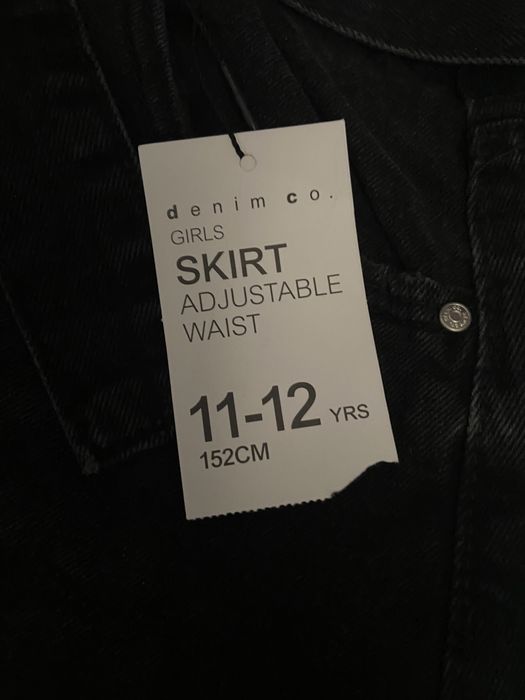 denim co.
GIRLS
SKIRT
ADJUSTABLE
WAIST
11-12 YRS
152CM